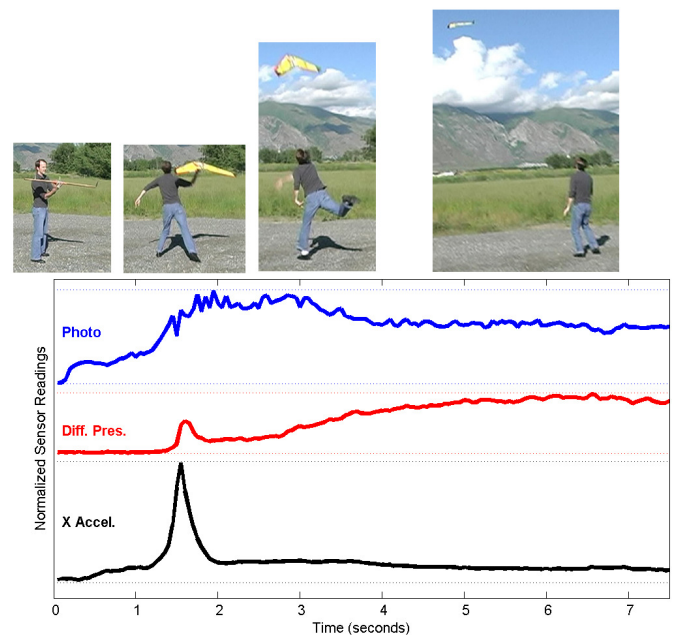 Photo
Diff. Pres.
X Accel.
Normalized Sensor Readings
0 1 2 3 4 5 6 7
Time (seconds)